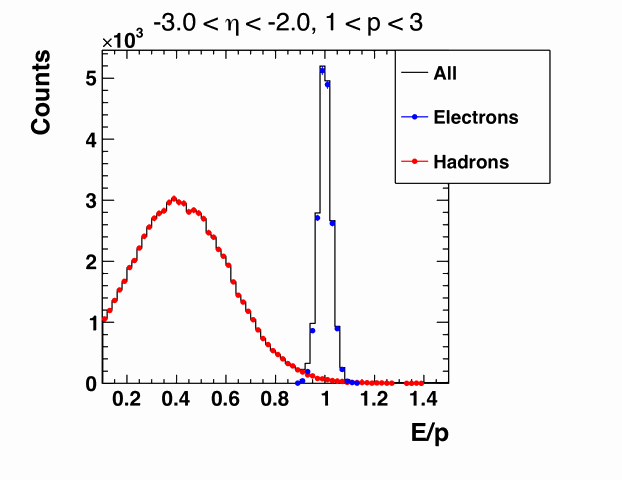 -3.0 < η < -2.0, 1 < p < 3
×10³
Counts
All
Electrons
Hadrons
5
4
3
2
1
0
0.2 0.4 0.6 0.8 1 1.2 1.4
E/p